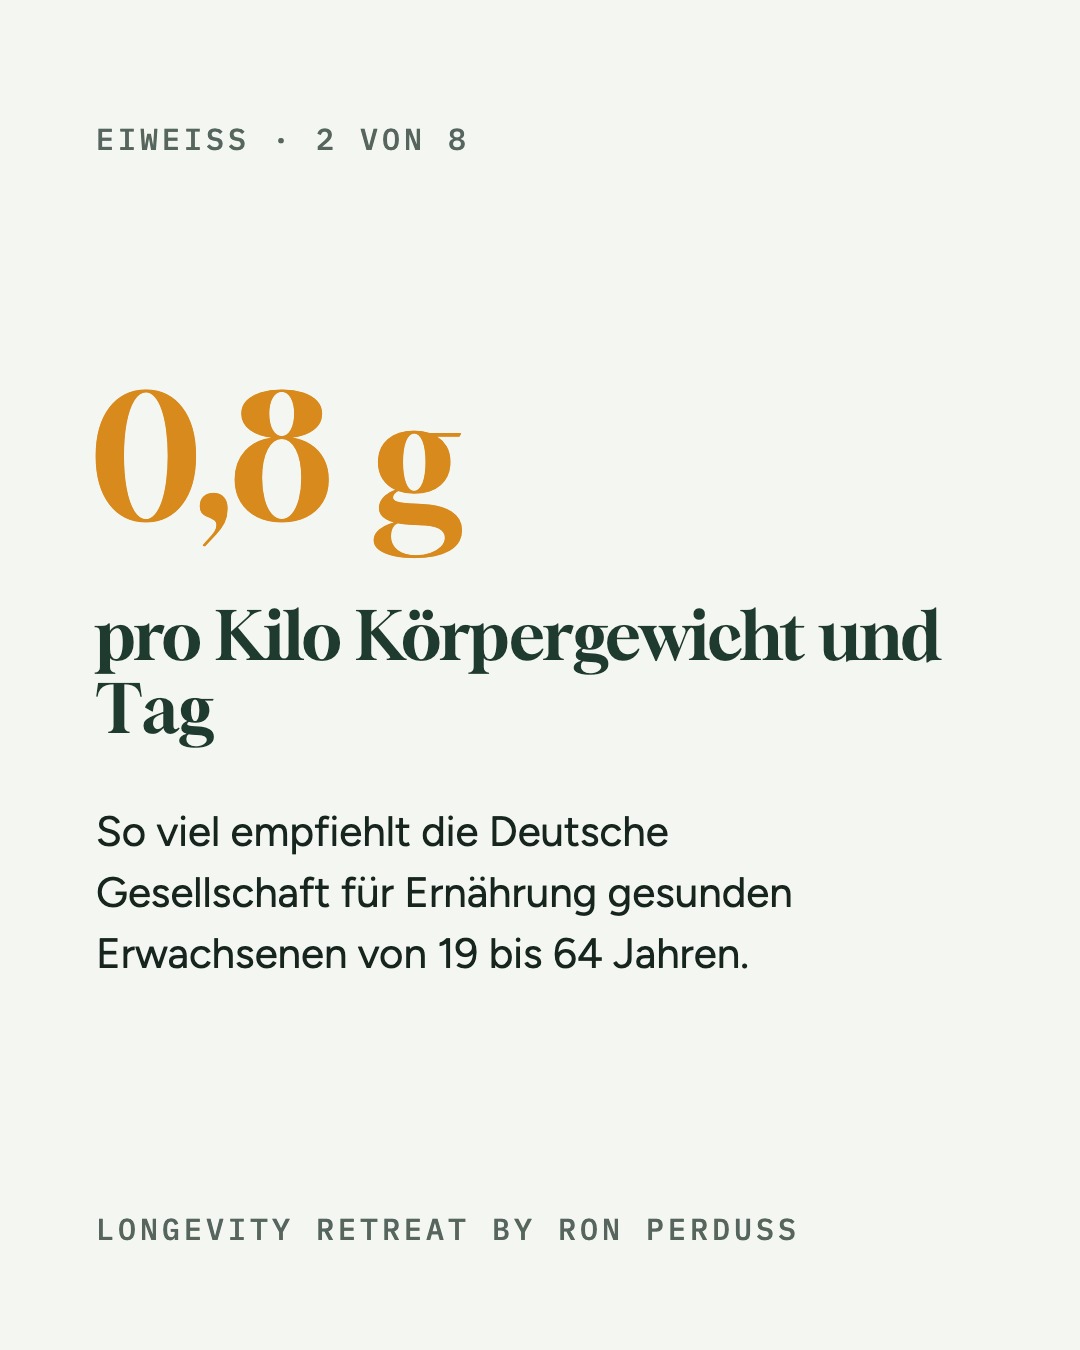 EIWEISS · 2 VON 8
0,8 g
pro Kilo Körpergewicht und
Tag
So viel empfiehlt die Deutsche
Gesellschaft für Ernährung gesunden
Erwachsenen von 19 bis 64 Jahren.
LONGEVITY RETREAT BY RON PERDUSS